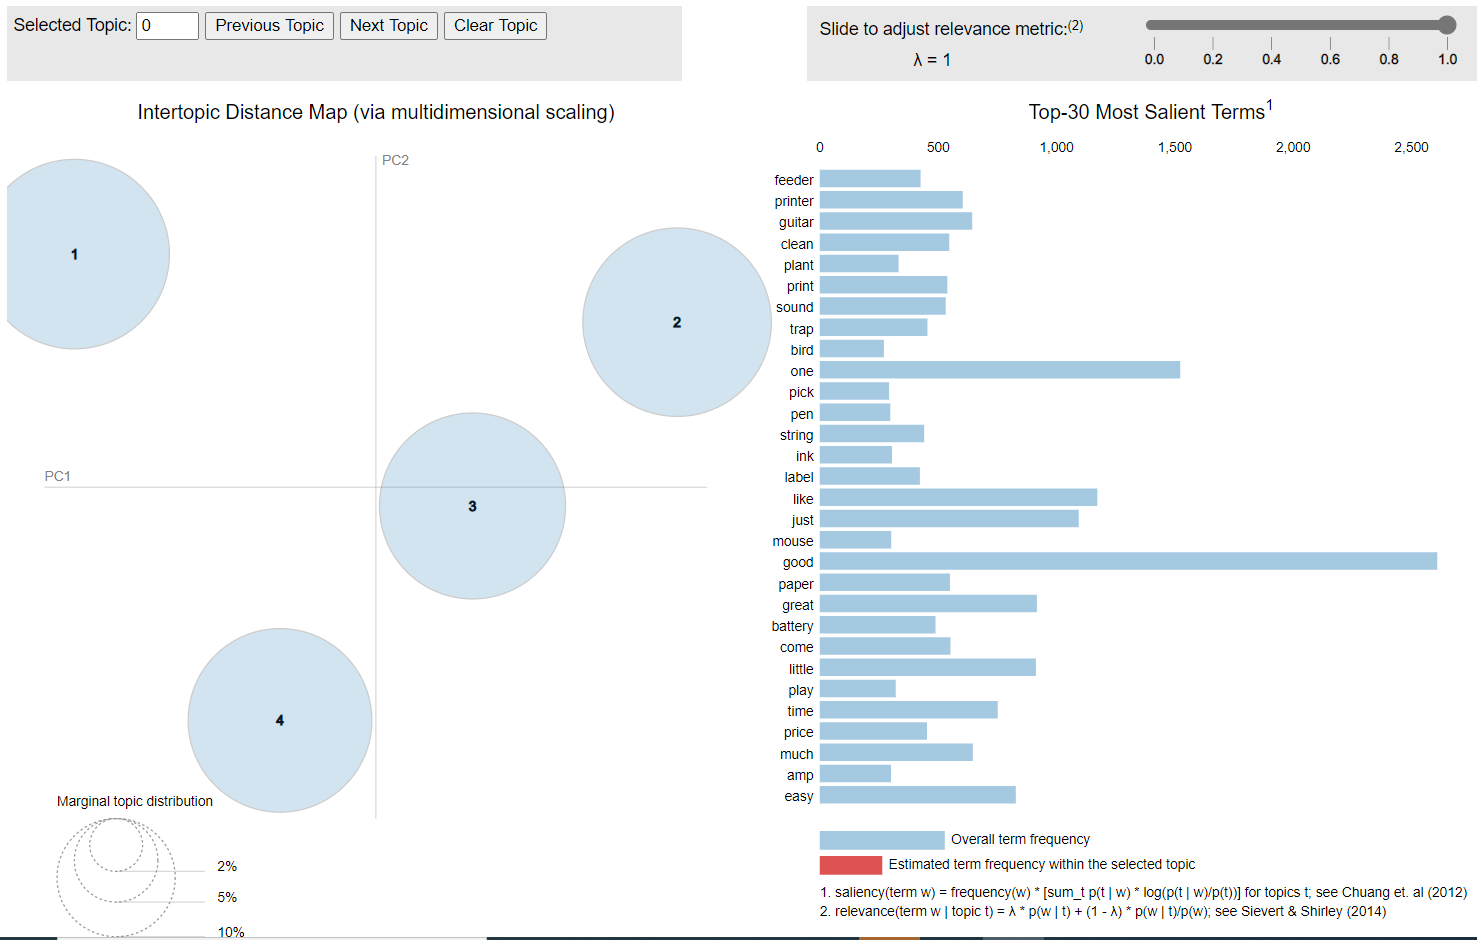 Selected Topic: 0 Previous Topic Next Topic Clear Topic
Slide to adjust relevance metric:(2)
λ = 1
0.0 0.2 0.4 0.6 0.8 1.0
Intertopic Distance Map (via multidimensional scaling)
PC2
PC1
1
2
3
4
Marginal topic distribution
2%
5%
10%
Top-30 Most Salient Terms1
0 500 1,000 1,500 2,000 2,500
feeder
printer
guitar
clean
plant
print
sound
trap
bird
one
pick
pen
string
ink
label
like
just
mouse
good
paper
great
battery
come
little
play
time
price
much
amp
easy
Overall term frequency
Estimated term frequency within the selected topic
1. saliency(term w) = frequency(w) * [sum_t p(t | w) * log(p(t | w)/p(t))] for topics t; see Chuang et. al (2012)
2. relevance(term w | topic t) = λ * p(w | t) + (1 - λ) * p(w | t)/p(w); see Sievert & Shirley (2014)